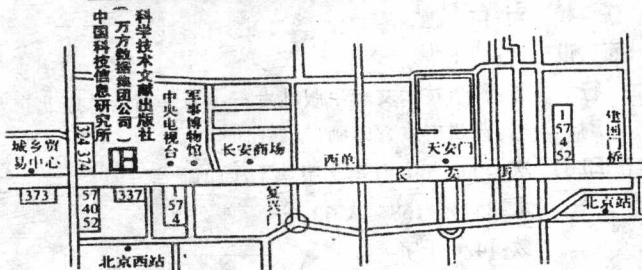 科学技术文献出版社
(万方数据集团公司)
中国科技信息研究所
军事博物馆
中央电视台
324 374
城乡贸
易中心
长安商场
西单
天安门
1
57
4
52
建国门桥
长安街
373
57
40
52
337
1
57
4
复兴门
北京站
北京西站